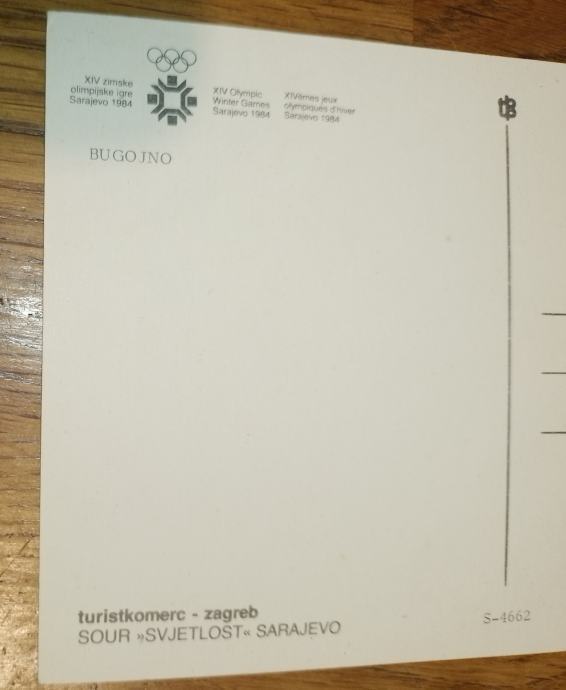 XIV zimske
olimpijske igre
Sarajevo 1984
XIV Olympic
Winter Games
Sarajevo 1984
XIVèmes jeux
olympiques d'hiver
Sarajevo 1984
BUGOJNO
turistkomerc - zagreb
SOUR »SVJETLOST« SARAJEVO
S-4662